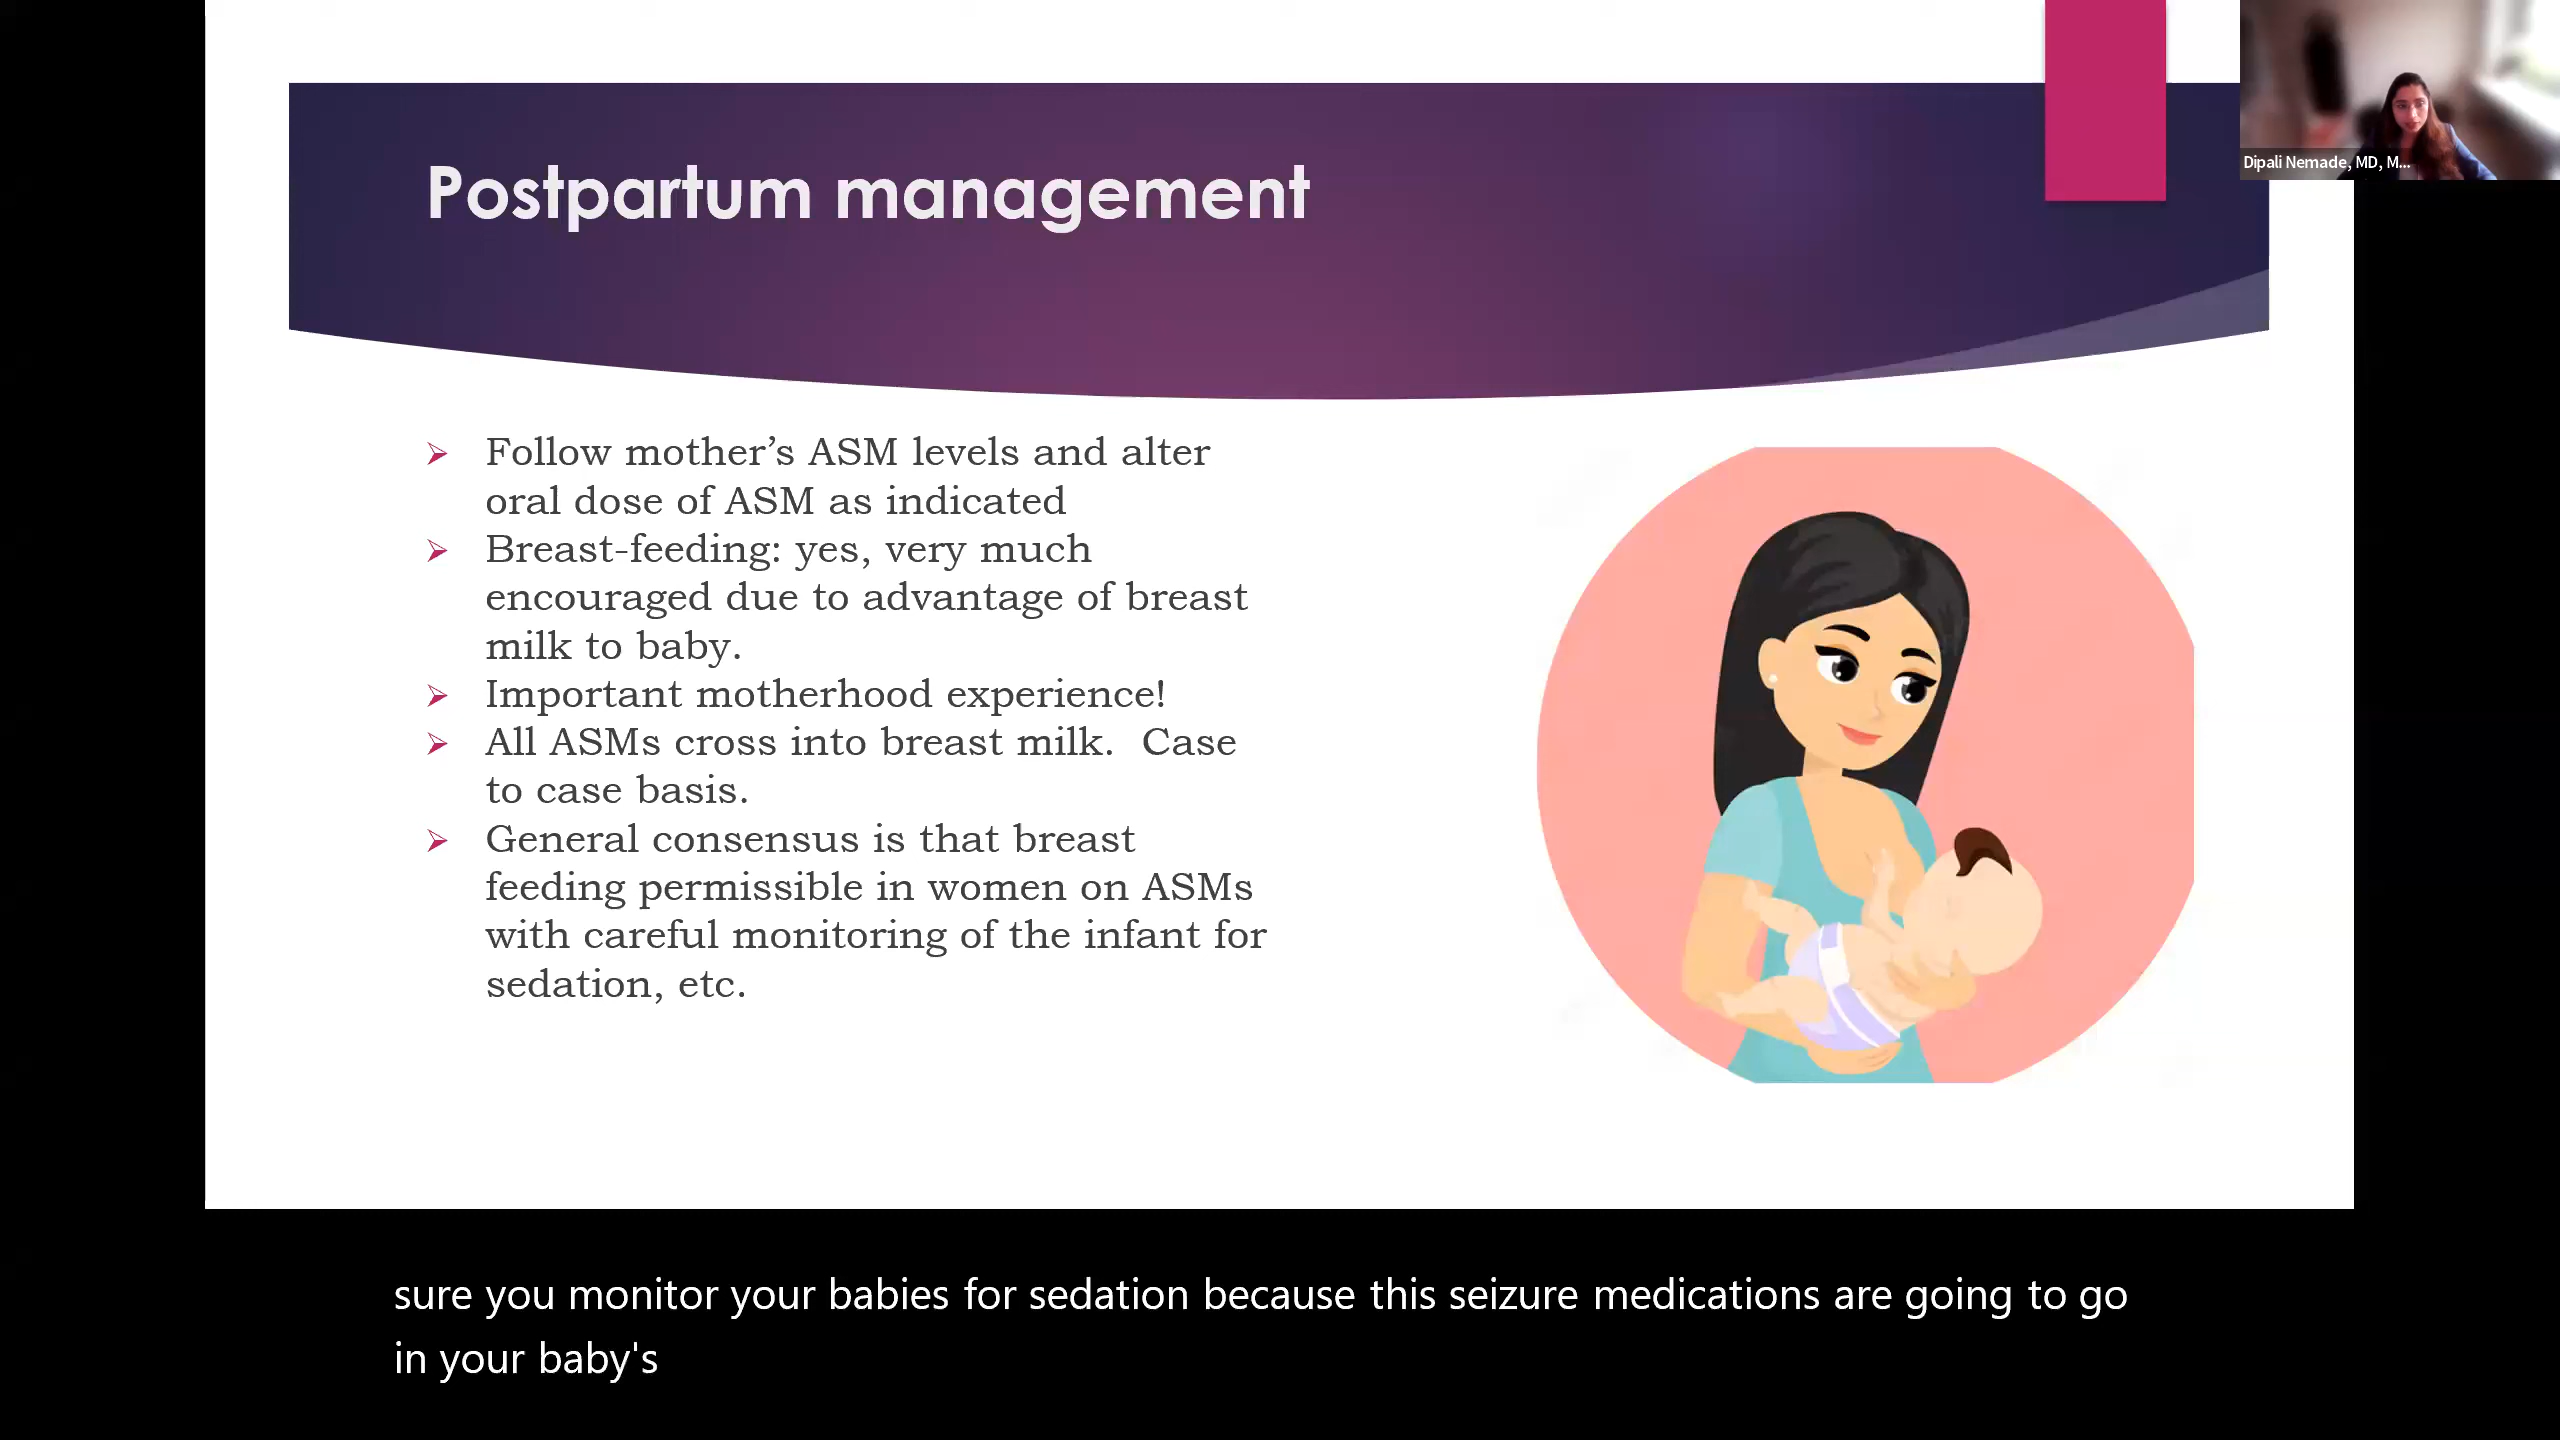 Postpartum management
Dipali Nemade, MD, M...
Follow mother’s ASM levels and alter
oral dose of ASM as indicated
Breast-feeding: yes, very much
encouraged due to advantage of breast
milk to baby.
Important motherhood experience!
All ASMs cross into breast milk.  Case
to case basis.
General consensus is that breast
feeding permissible in women on ASMs
with careful monitoring of the infant for
sedation, etc.
sure you monitor your babies for sedation because this seizure medications are going to go
in your baby's